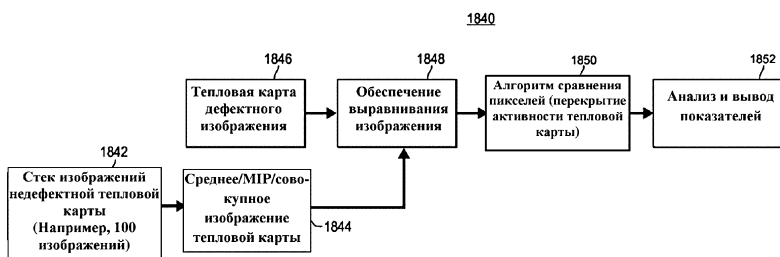 1840
1846
Тепловая карта
дефектного
изображения
1848
Обеспечение
выравнивания
изображения
1850
Алгоритм сравнения
пикселей (перекрытие
активности тепловой
карты)
1852
Анализ и вывод
показателей
1842
Стек изображений
недефектной тепловой
карты
(Например, 100
изображений)
Среднее/MIP/сово-
купное
изображение
тепловой карты
1844